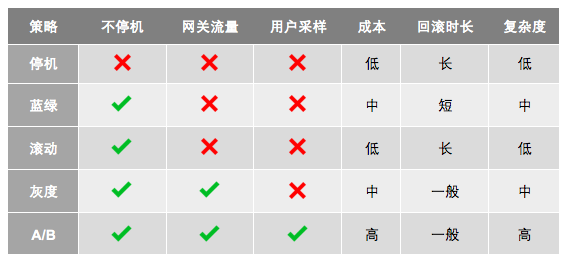 策略 不停机 网关流量 用户采样 成本 回滚时长 复杂度
停机 低 长 低
蓝绿 中 短 中
滚动 低 长 低
灰度 中 一般 中
A/B 高 一般 高